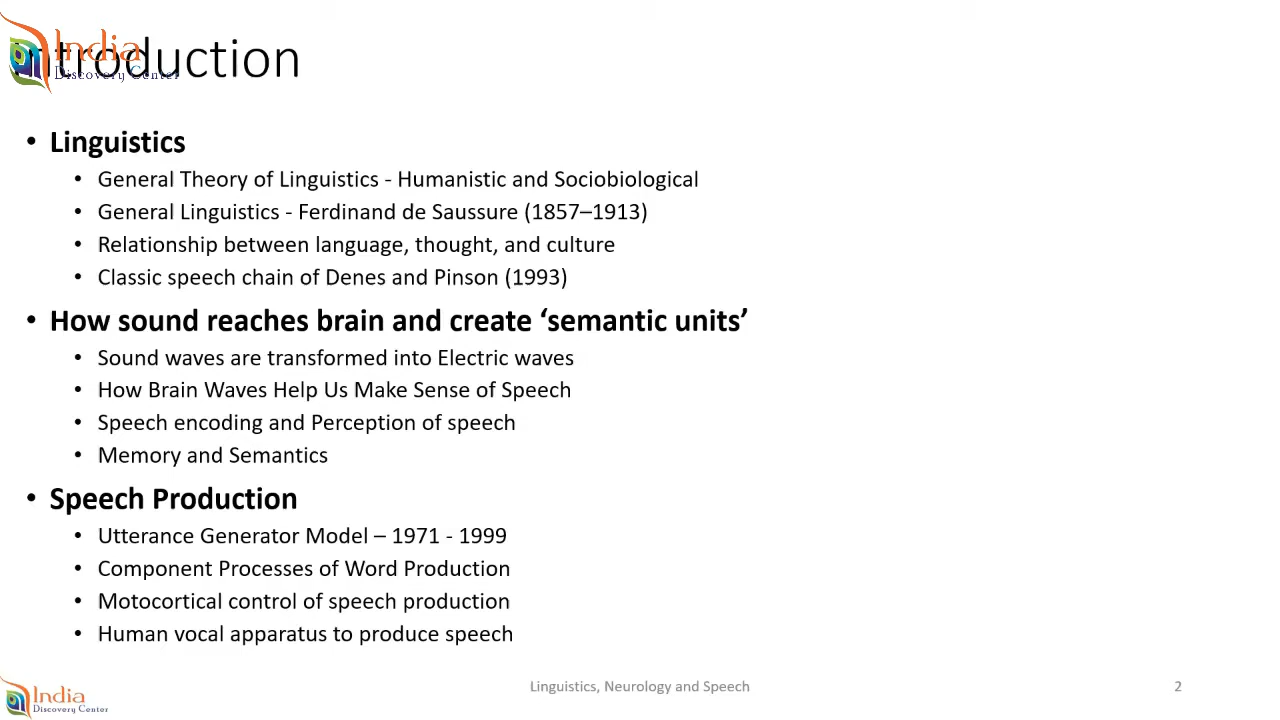 Introduction
India
Discovery Center
• Linguistics
• General Theory of Linguistics - Humanistic and Sociobiological
• General Linguistics - Ferdinand de Saussure (1857–1913)
• Relationship between language, thought, and culture
• Classic speech chain of Denes and Pinson (1993)
• How sound reaches brain and create ‘semantic units’
• Sound waves are transformed into Electric waves
• How Brain Waves Help Us Make Sense of Speech
• Speech encoding and Perception of speech
• Memory and Semantics
• Speech Production
• Utterance Generator Model – 1971 - 1999
• Component Processes of Word Production
• Motocortical control of speech production
• Human vocal apparatus to produce speech
India
Discovery Center
Linguistics, Neurology and Speech
2